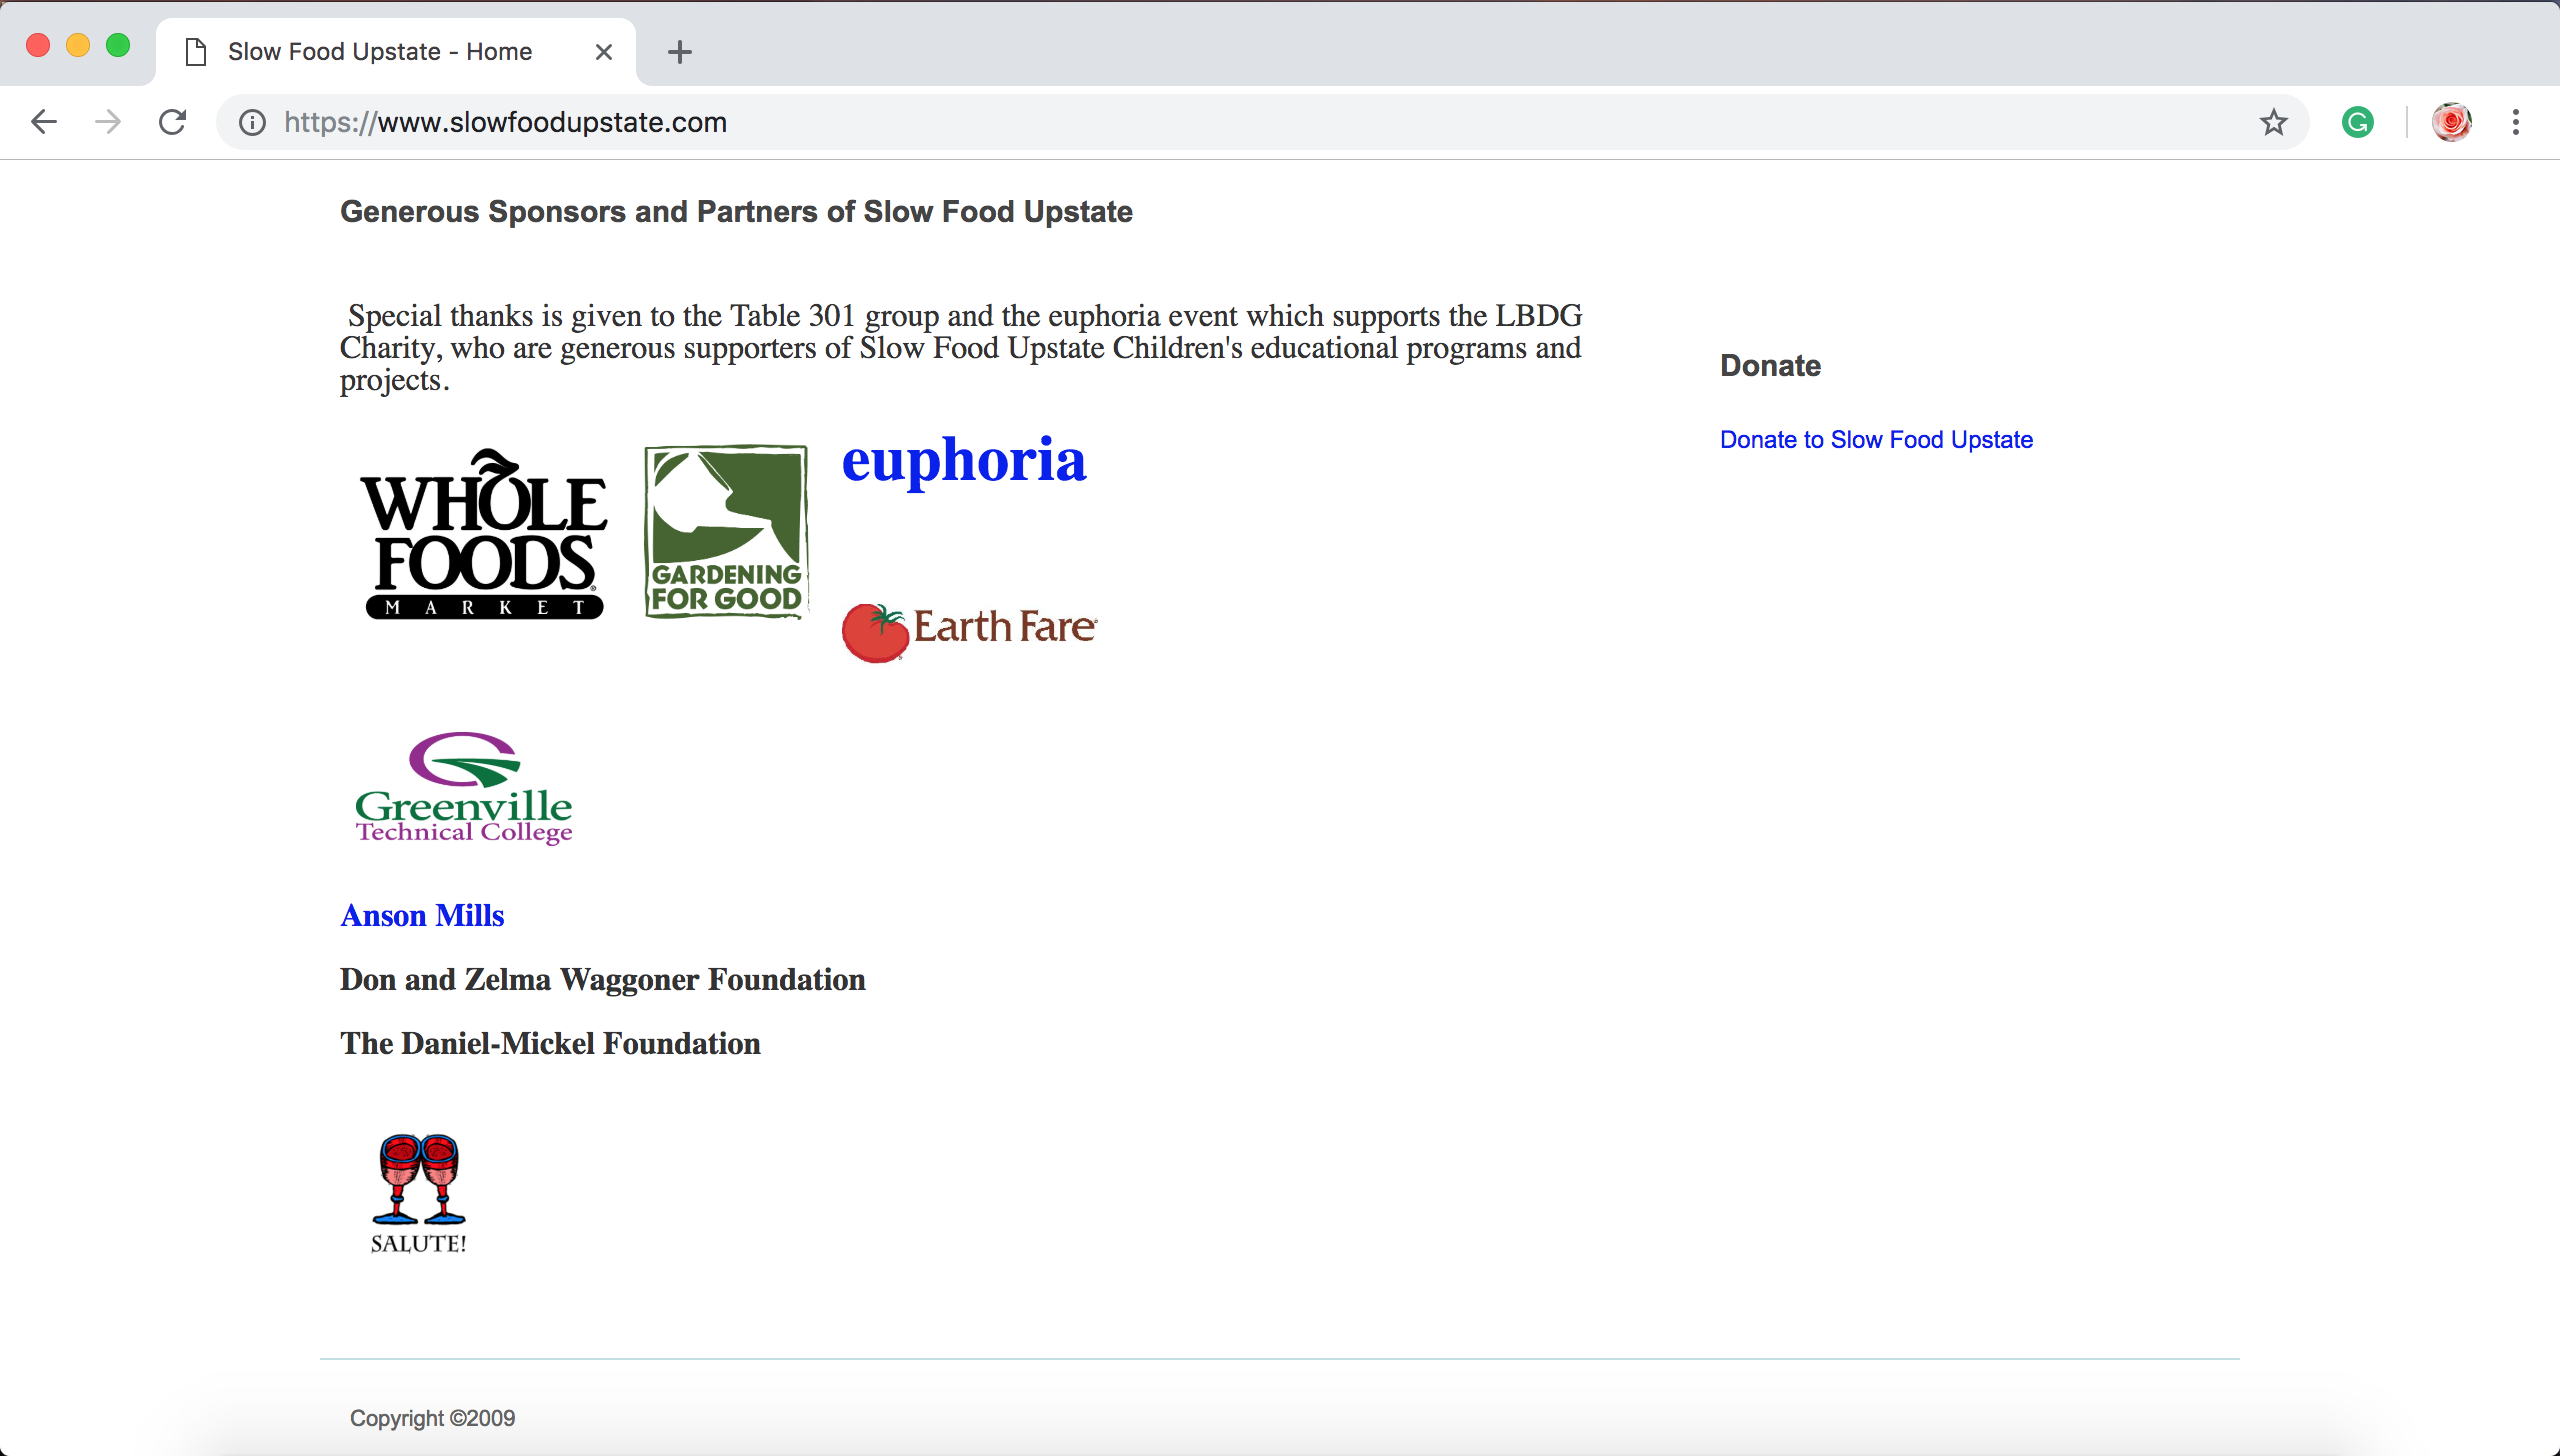 Slow Food Upstate - Home
https://www.slowfoodupstate.com
Generous Sponsors and Partners of Slow Food Upstate
Special thanks is given to the Table 301 group and the euphoria event which supports the LBDG
Charity, who are generous supporters of Slow Food Upstate Children's educational programs and
projects.
Donate
Donate to Slow Food Upstate
WHOLE
FOODS
MARKET
GARDENING
FOR GOOD
euphoria
Earth Fare
Greenville
Technical College
Anson Mills
Don and Zelma Waggoner Foundation
The Daniel-Mickel Foundation
SALUTE!
Copyright ©2009